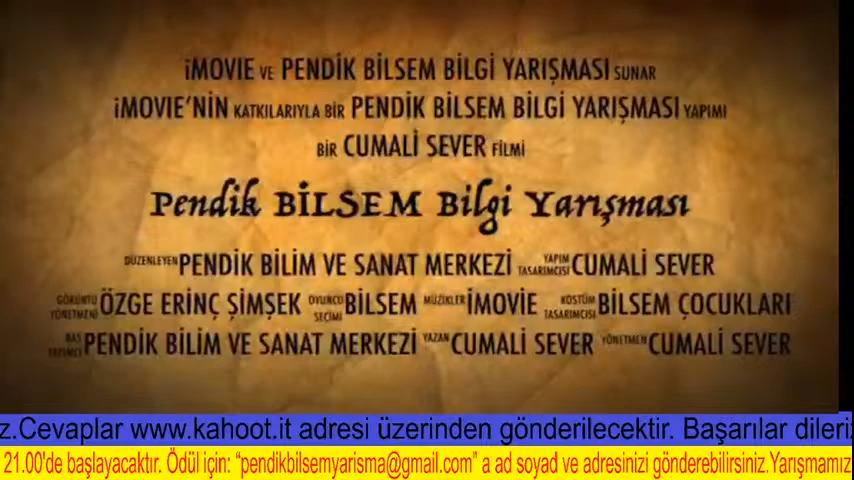 iMOVIE VE PENDİK BİLSEM BİLGİ YARIŞMASI SUNAR
iMOVIE'NİN KATKILARIYLA BİR PENDİK BİLSEM BİLGİ YARIŞMASI YAPIMI
BİR CUMALİ SEVER FİLMİ
Pendik BİLSEM Bilgi Yarışması
DÜZENLEYEN PENDİK BİLİM VE SANAT MERKEZİ YAPIM TASARIMCISI CUMALİ SEVER
GÖRÜNTÜ YÖNETMENİ ÖZGE ERİNÇ ŞİMŞEK OYUNCU SEÇİMİ BİLSEM MÜZİKLER İMOVIE KOSTÜM TASARIMCISI BİLSEM ÇOCUKLARI
BAŞ YAPIMCI PENDİK BİLİM VE SANAT MERKEZİ YAZAN CUMALİ SEVER YÖNETMEN CUMALİ SEVER
z.Cevaplar www.kahoot.it adresi üzerinden gönderilecektir. Başarılar dileriz
21.00'de başlayacaktır. Ödül için: “pendikbilsemyarisma@gmail.com” a ad soyad ve adresinizi gönderebilirsiniz.Yarışmamız